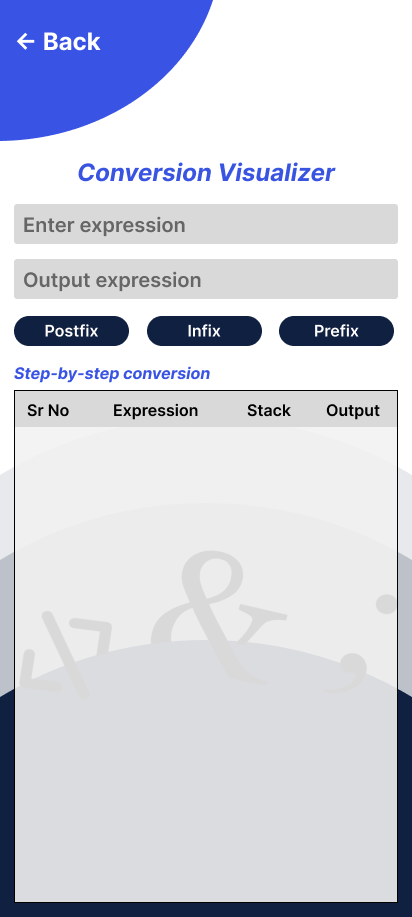 ← Back
Conversion Visualizer
Enter expression
Output expression
Postfix Infix Prefix
Step-by-step conversion
Sr No Expression Stack Output
& ;